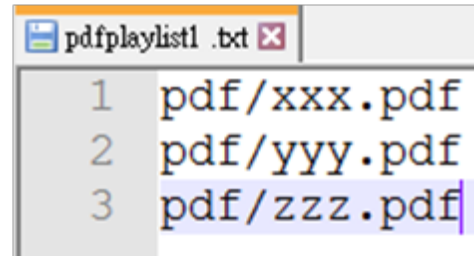 pdfplaylist1 .txt
1 pdf/xxx.pdf
2 pdf/yyy.pdf
3 pdf/zzz.pdf